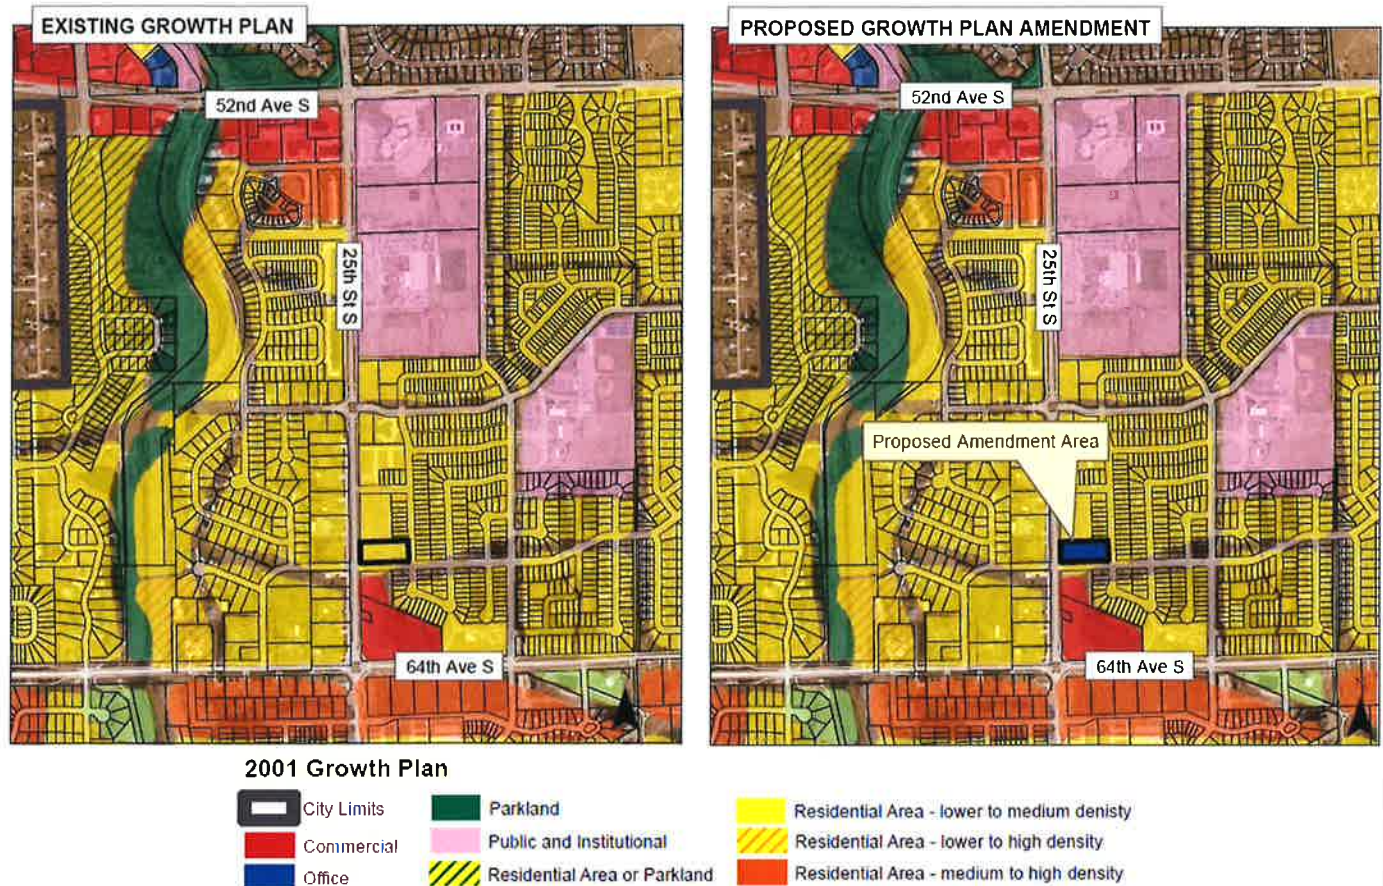 EXISTING GROWTH PLAN
PROPOSED GROWTH PLAN AMENDMENT
52nd Ave S
52nd Ave S
25th St S
25th St S
Proposed Amendment Area
64th Ave S
64th Ave S
2001 Growth Plan
City Limits
Commercial
Office
Parkland
Public and Institutional
Residential Area or Parkland
Residential Area - lower to medium denisty
Residential Area - lower to high density
Residential Area - medium to high density